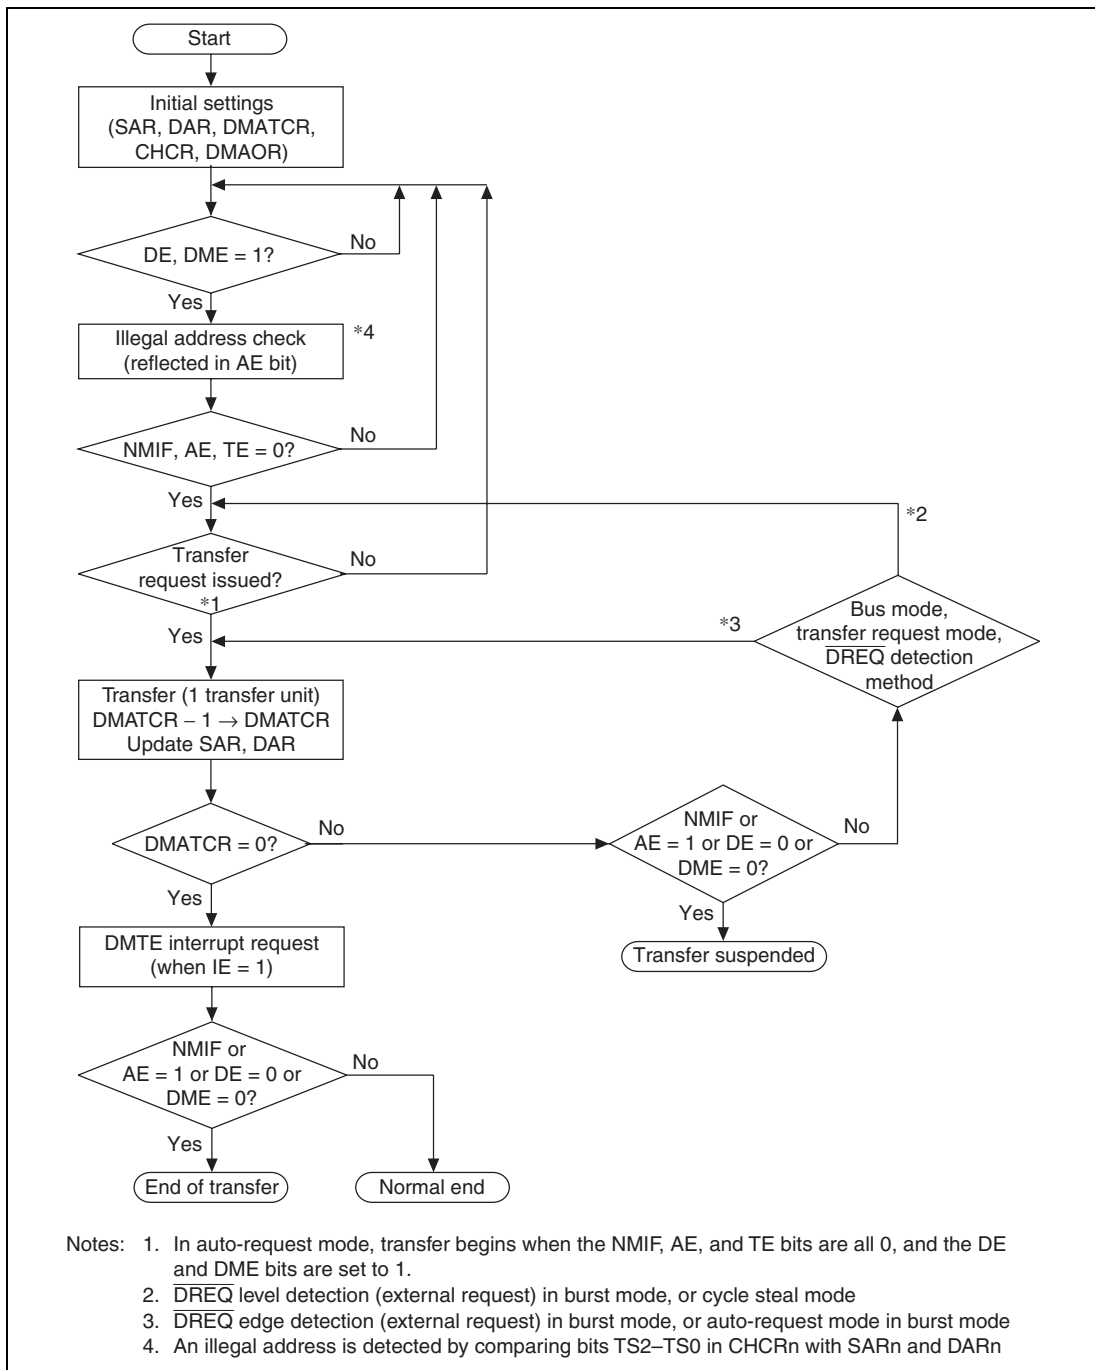 Start
Initial settings
(SAR, DAR, DMATCR,
CHCR, DMAOR)
DE, DME = 1?
No
Yes
Illegal address check
(reflected in AE bit)
*4
NMIF, AE, TE = 0?
No
Yes
*2
Transfer
request issued?
*1
No
Yes
*3
Bus mode,
transfer request mode,
DREQ detection
method
Transfer (1 transfer unit)
DMATCR – 1 → DMATCR
Update SAR, DAR
DMATCR = 0?
No
NMIF or
AE = 1 or DE = 0 or
DME = 0?
No
Yes
Yes
Transfer suspended
DMTE interrupt request
(when IE = 1)
NMIF or
AE = 1 or DE = 0 or
DME = 0?
No
Yes
End of transfer
Normal end
Notes: 1. In auto-request mode, transfer begins when the NMIF, AE, and TE bits are all 0, and the DE
and DME bits are set to 1.
2. DREQ level detection (external request) in burst mode, or cycle steal mode
3. DREQ edge detection (external request) in burst mode, or auto-request mode in burst mode
4. An illegal address is detected by comparing bits TS2–TS0 in CHCRn with SARn and DARn